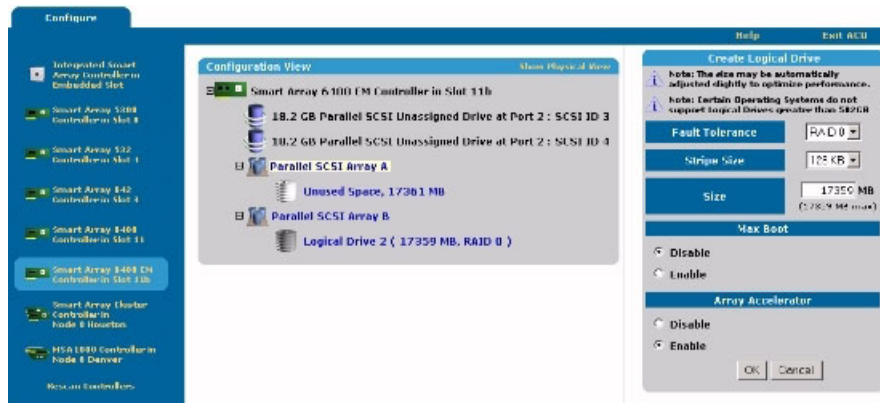 Configure
Help
Exit ACU
Integrated Smart
Array Controller in
Embedded Slot
Smart Array
Controller in Slot
Smart Array 532
Controller in Slot
Smart Array 642
Controller in Slot
Smart Array 6400
Controller in Slot 11
Smart Array 6400 EM
Controller in Slot 11b
Smart Array Cluster
Controller in
Node 0 Houston
MSA1000 Controller in
Node 0 Denver
Rescan Controllers
Configuration View
Show Physical View
Smart Array 6400 EM Controller in Slot 11b
18.2 GB Parallel SCSI Unassigned Drive at Port 2 : SCSI ID 3
18.2 GB Parallel SCSI Unassigned Drive at Port 2 : SCSI ID 4
Parallel SCSI Array A
Unused Space, 17361 MB
Parallel SCSI Array B
Logical Drive 2 ( 17359 MB, RAID 0 )
Create Logical Drive
Note: The size may be automatically
adjusted slightly to optimize performance.
Note: Certain Operating Systems do not
support Logical Drives greater than 502GB
Fault Tolerance
RAID 0
Stripe Size
128 KB
Size
17359 MB
(17359 MB max)
Max Boot
Disable
Enable
Array Accelerator
Disable
Enable
OK
Cancel